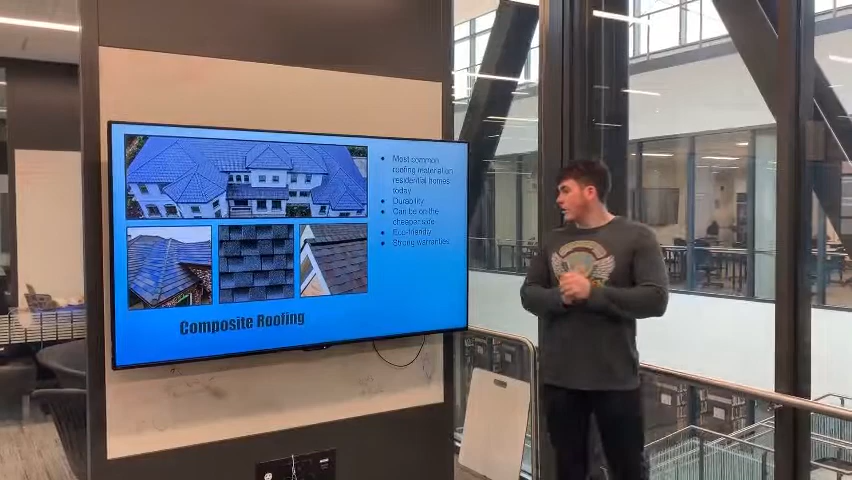 • Most common
roofing material on
residential homes
today
• Durability
• Can be on the
cheaper side
• Eco-friendly
• Strong warranties
Composite Roofing